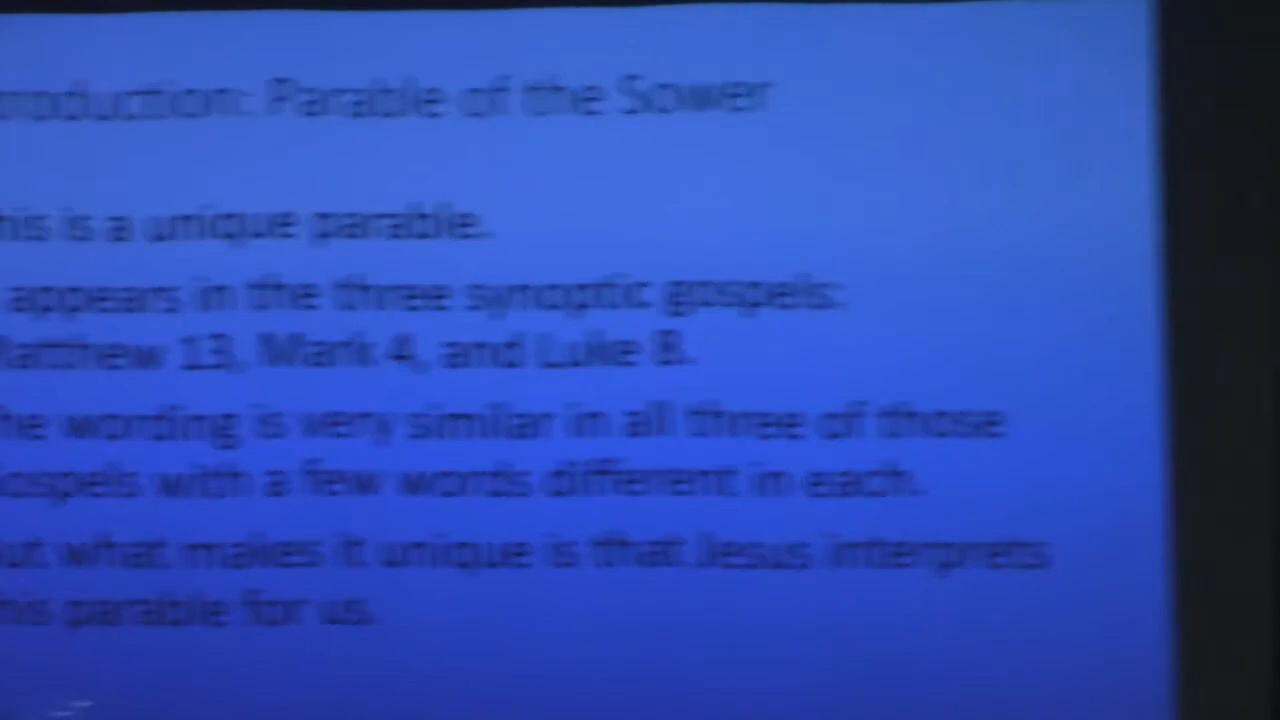 nroduction: Parable of the Sower
his is a unique parable.
appears in the three synoptic gospels:
Matthew 13, Mark 4, and Luke 8.
he wording is very similar in all three of those
ospels with a few words different in each.
ut what makes it unique is that Jesus interprets
his parable for us.